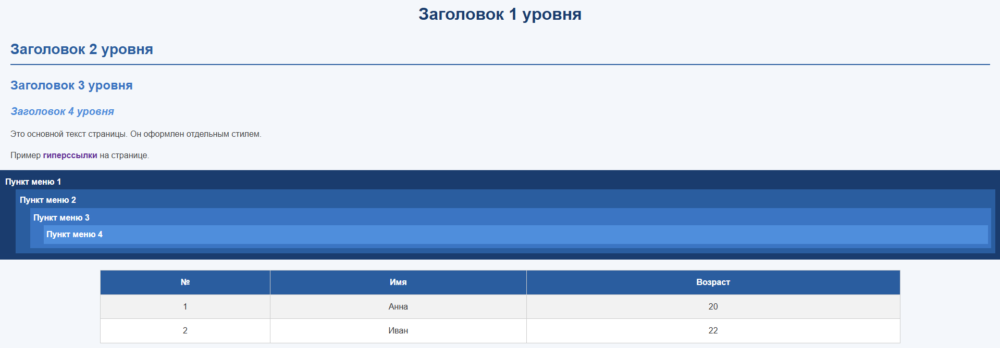 Заголовок 1 уровня
Заголовок 2 уровня
Заголовок 3 уровня
Заголовок 4 уровня
Это основной текст страницы. Он оформлен отдельным стилем.
Пример гиперссылки на странице.
Пункт меню 1
Пункт меню 2
Пункт меню 3
Пункт меню 4
№ Имя Возраст
1 Анна 20
2 Иван 22